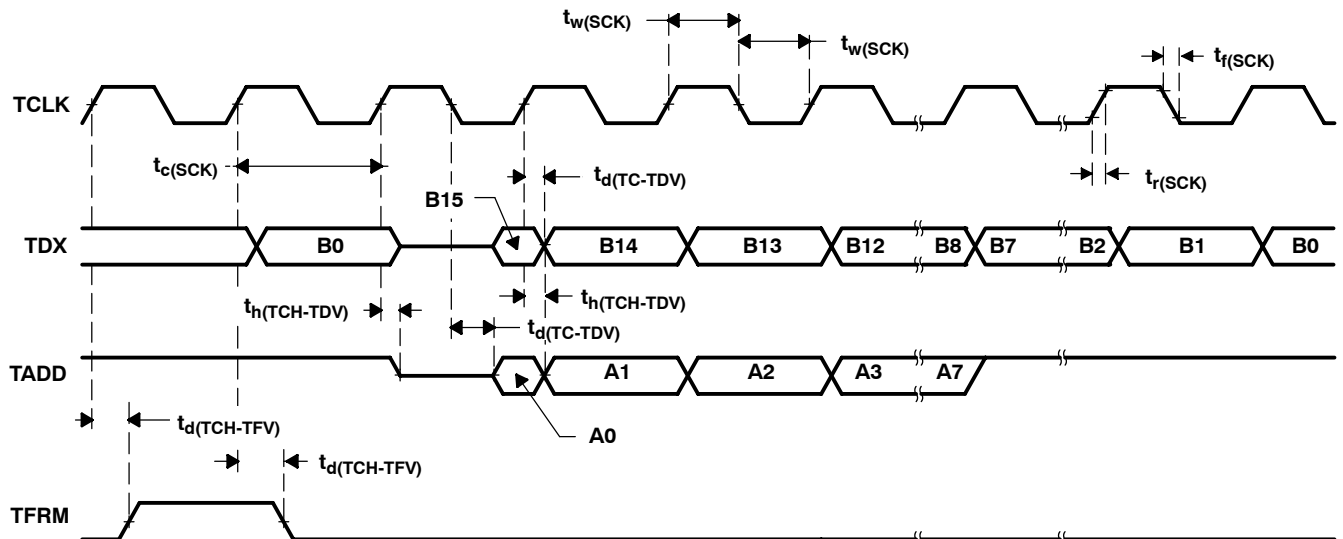 tw(SCK)
tw(SCK)
tf(SCK)
TCLK
tc(SCK)
td(TC-TDV)
tr(SCK)
B15
TDX
B0
B14
B13
B12
B8
B7
B2
B1
B0
th(TCH-TDV)
th(TCH-TDV)
td(TC-TDV)
TADD
A1
A2
A3
A7
td(TCH-TFV)
A0
td(TCH-TFV)
TFRM